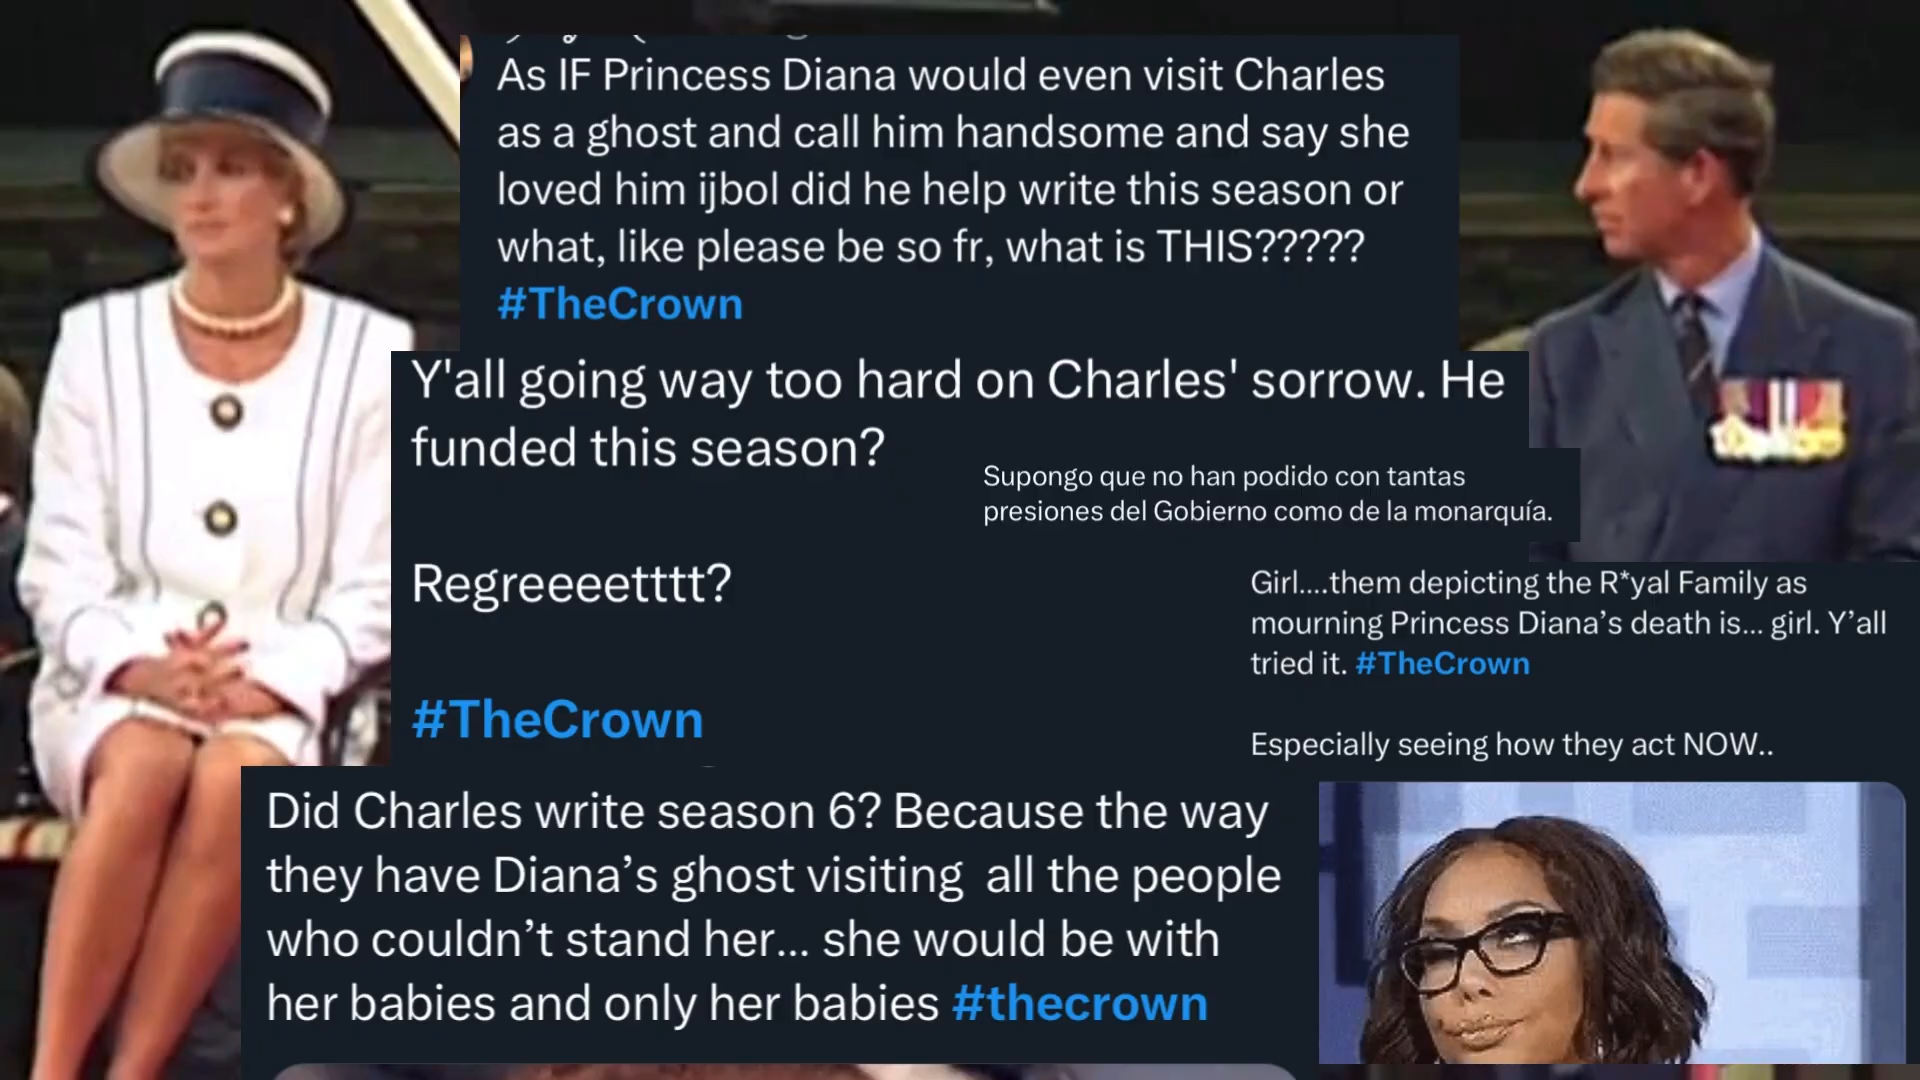 As IF Princess Diana would even visit Charles
as a ghost and call him handsome and say she
loved him ijbol did he help write this season or
what, like please be so fr, what is THIS?????
#TheCrown
Y'all going way too hard on Charles' sorrow. He
funded this season?
Regreeeetttt?
#TheCrown
Supongo que no han podido con tantas
presiones del Gobierno como de la monarquía.
Girl....them depicting the R*yal Family as
mourning Princess Diana’s death is... girl. Y’all
tried it. #TheCrown
Especially seeing how they act NOW..
Did Charles write season 6? Because the way
they have Diana’s ghost visiting  all the people
who couldn’t stand her... she would be with
her babies and only her babies #thecrown